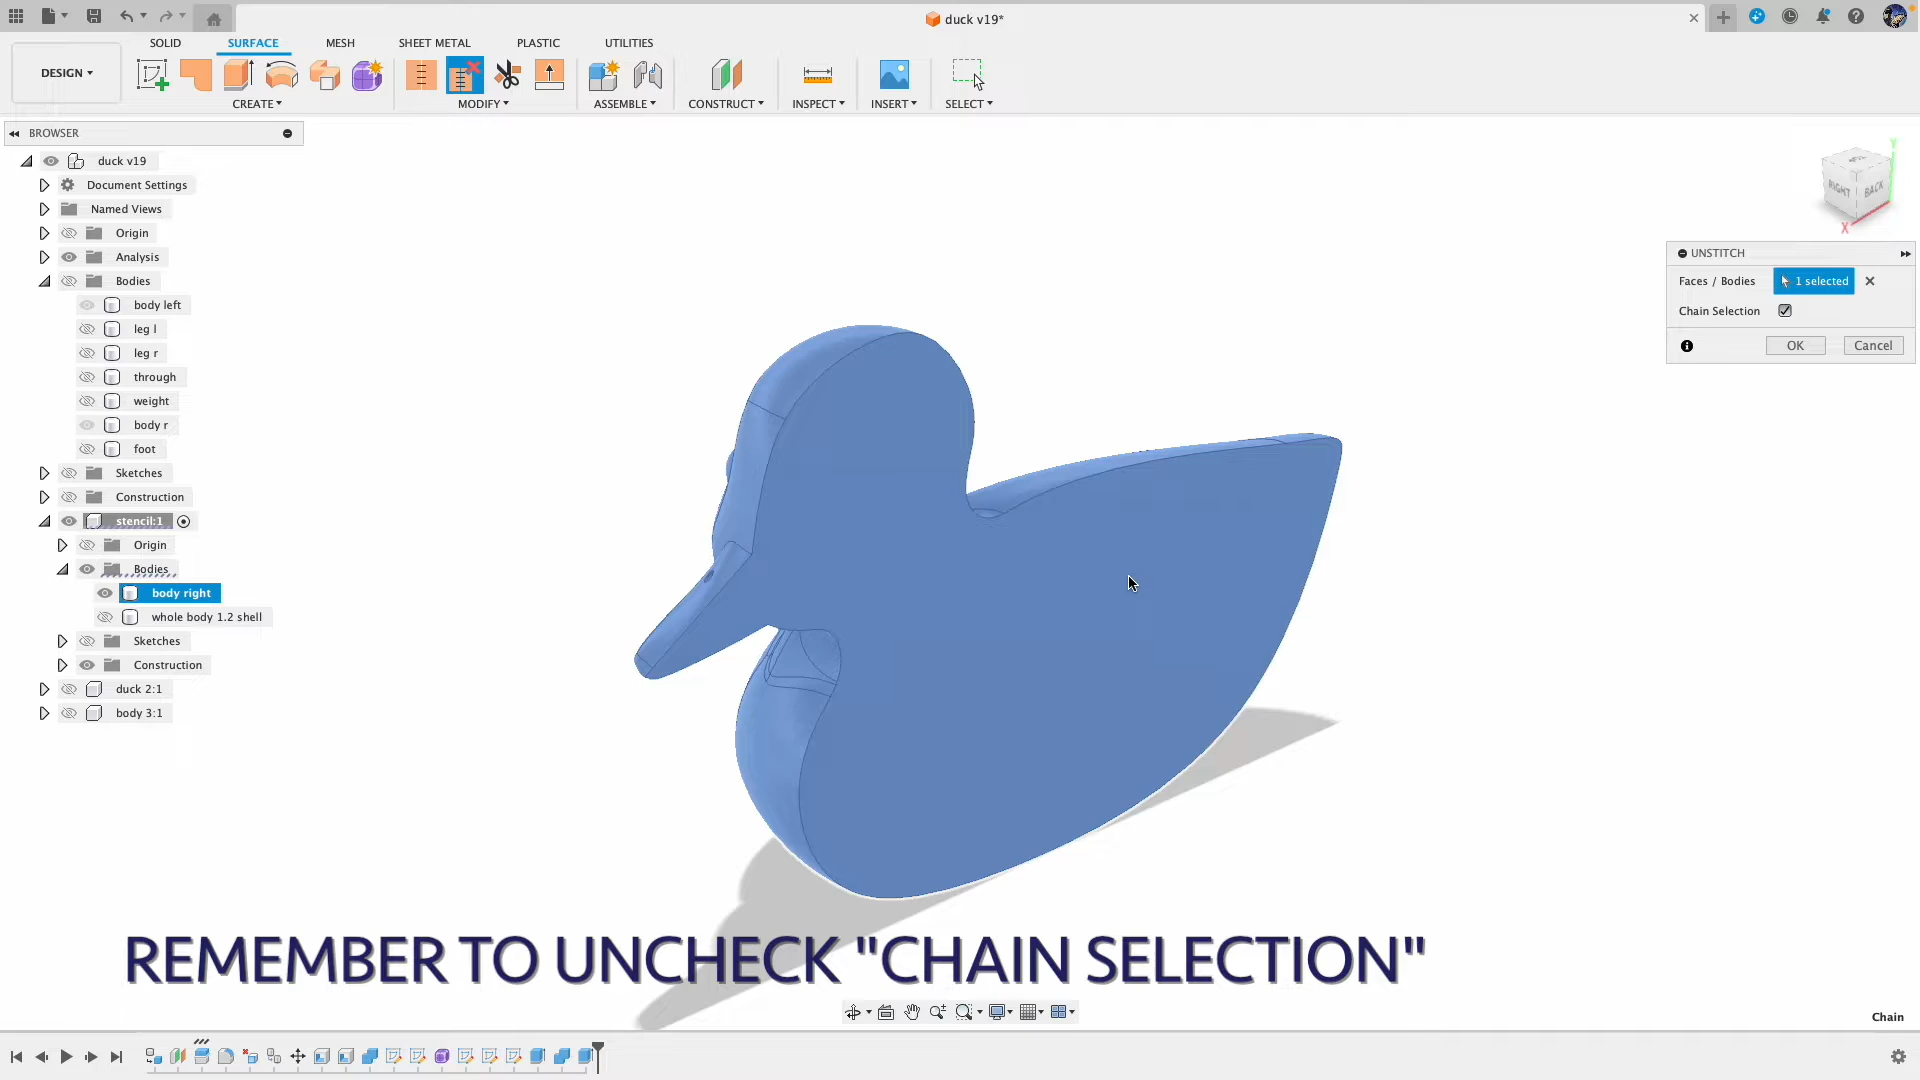 duck v19*
SOLID
SURFACE
MESH
SHEET METAL
PLASTIC
UTILITIES
DESIGN
CREATE
MODIFY
ASSEMBLE
CONSTRUCT
INSPECT
INSERT
SELECT
BROWSER
duck v19
Document Settings
Named Views
Origin
Analysis
Bodies
body left
leg l
leg r
through
weight
body r
foot
Sketches
Construction
stencil:1
Origin
Bodies
body right
whole body 1.2 shell
Sketches
Construction
duck 2:1
body 3:1
Y
RIGHT
BACK
X
UNSTITCH
Faces / Bodies
1 selected
Chain Selection
OK
Cancel
REMEMBER TO UNCHECK "CHAIN SELECTION"
Chain